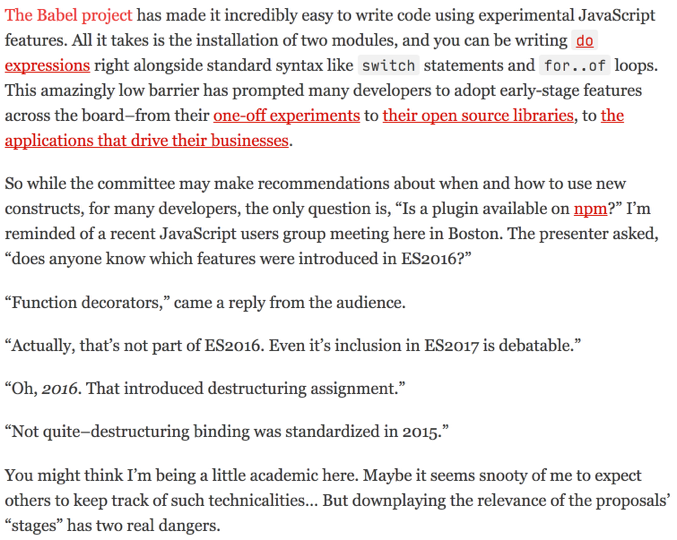 The Babel project has made it incredibly easy to write code using experimental JavaScript
features. All it takes is the installation of two modules, and you can be writing do
expressions right alongside standard syntax like switch statements and for..of loops.
This amazingly low barrier has prompted many developers to adopt early-stage features
across the board–from their one-off experiments to their open source libraries, to the
applications that drive their businesses.
So while the committee may make recommendations about when and how to use new
constructs, for many developers, the only question is, “Is a plugin available on npm?” I’m
reminded of a recent JavaScript users group meeting here in Boston. The presenter asked,
“does anyone know which features were introduced in ES2016?”
“Function decorators,” came a reply from the audience.
“Actually, that’s not part of ES2016. Even it’s inclusion in ES2017 is debatable.”
“Oh, 2016. That introduced destructuring assignment.”
“Not quite–destructuring binding was standardized in 2015.”
You might think I’m being a little academic here. Maybe it seems snooty of me to expect
others to keep track of such technicalities… But downplaying the relevance of the proposals’
“stages” has two real dangers.